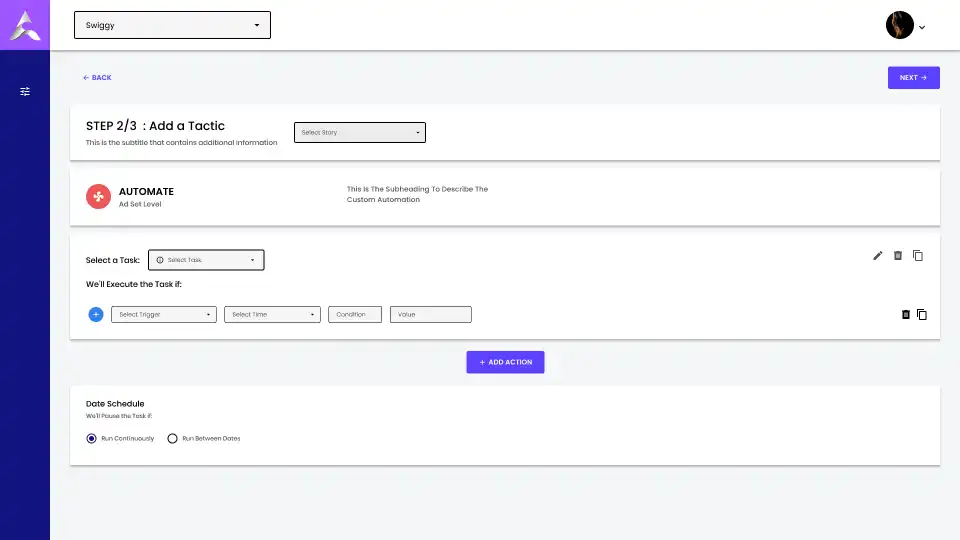 Swiggy
← BACK
NEXT →
STEP 2/3 : Add a Tactic
This is the subtitle that contains additional information
Select Story
AUTOMATE
Ad Set Level
This Is The Subheading To Describe The
Custom Automation
Select a Task:
Select Task
We'll Execute the Task if:
Select Trigger
Select Time
Condition
Value
+ ADD ACTION
Date Schedule
We'll Pause the Task if:
Run Continuously
Run Between Dates